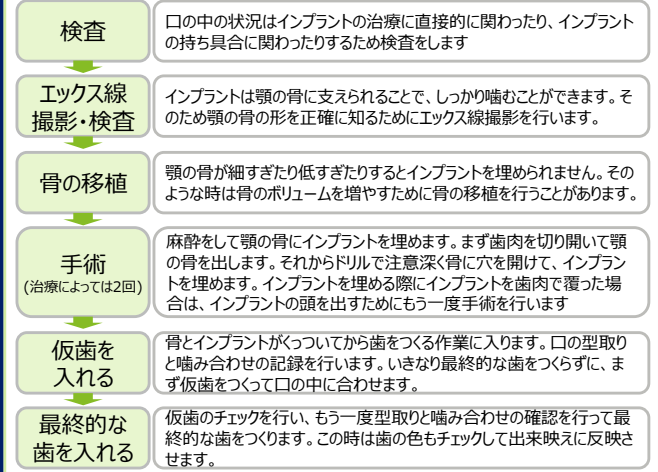 検査
口の中の状況はインプラントの治療に直接的に関わったり、インプラント
の持ち具合に関わったりするため検査をします
エックス線
撮影・検査
インプラントは顎の骨に支えられることで、しっかり噛むことができます。そ
のため顎の骨の形を正確に知るためにエックス線撮影を行います。
骨の移植
顎の骨が細すぎたり低すぎたりするとインプラントを埋められません。その
ような時は骨のボリュームを増やすために骨の移植を行うことがあります。
手術
(治療によっては2回)
麻酔をして顎の骨にインプラントを埋めます。まず歯肉を切り開いて顎
の骨を出します。それからドリルで注意深く骨に穴を開けて、インプラン
トを埋めます。インプラントを埋める際にインプラントを歯肉で覆った場
合は、インプラントの頭を出すためにもう一度手術を行います
仮歯を
入れる
骨とインプラントがくっついてから歯をつくる作業に入ります。口の型取り
と噛み合わせの記録を行います。いきなり最終的な歯をつくらずに、ま
ず仮歯をつくって口の中に合わせます。
最終的な
歯を入れる
仮歯のチェックを行い、もう一度型取りと噛み合わせの確認を行って最
終的な歯をつくります。この時は歯の色もチェックして出来映えに反映さ
せます。